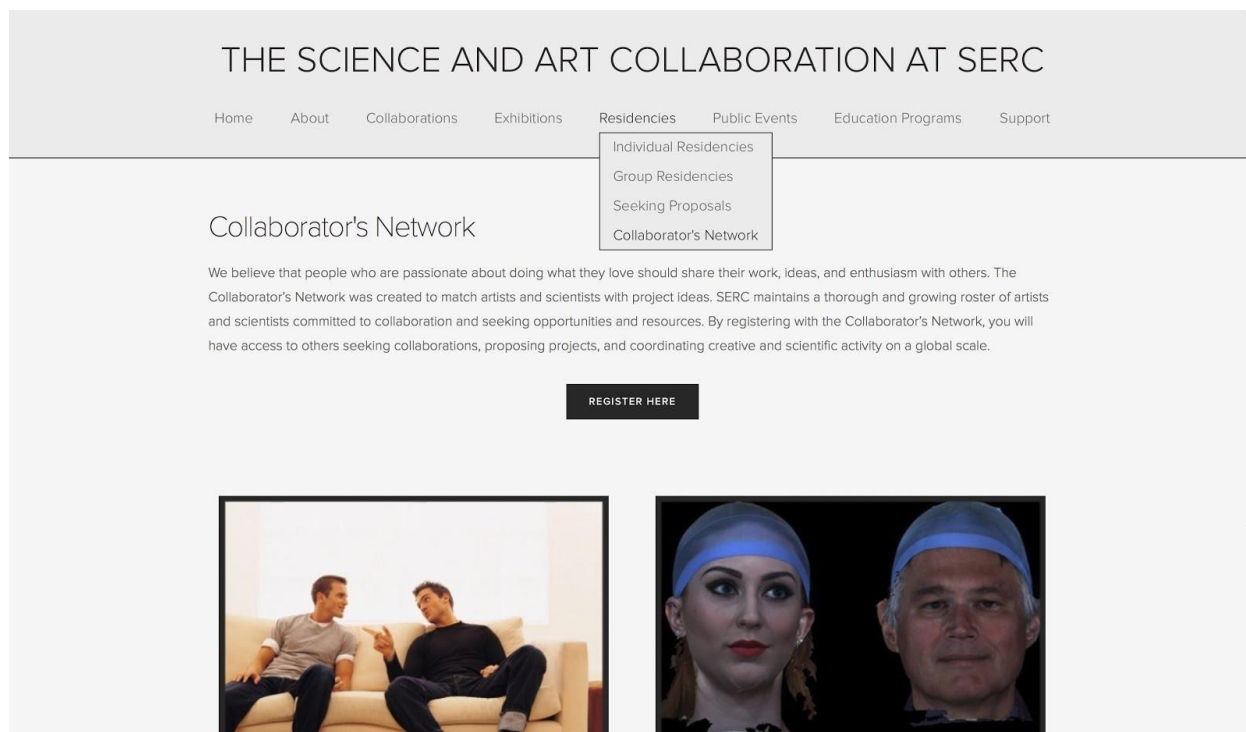 THE SCIENCE AND ART COLLABORATION AT SERC
Home About Collaborations Exhibitions Residencies Public Events Education Programs Support
Individual Residencies
Group Residencies
Seeking Proposals
Collaborator's Network
Collaborator's Network
We believe that people who are passionate about doing what they love should share their work, ideas, and enthusiasm with others. The
Collaborator's Network was created to match artists and scientists with project ideas. SERC maintains a thorough and growing roster of artists
and scientists committed to collaboration and seeking opportunities and resources. By registering with the Collaborator's Network, you will
have access to others seeking collaborations, proposing projects, and coordinating creative and scientific activity on a global scale.
REGISTER HERE